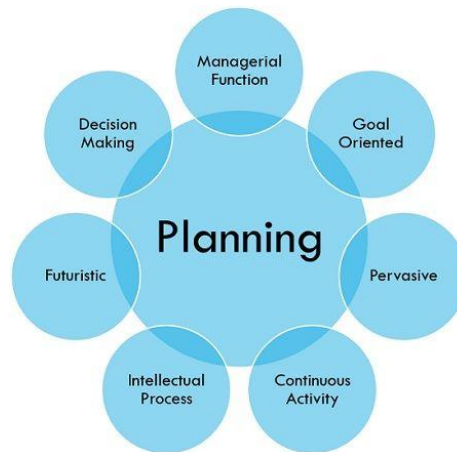 Managerial
Function
Decision
Making
Goal
Oriented
Planning
Futuristic
Pervasive
Intellectual
Process
Continuous
Activity